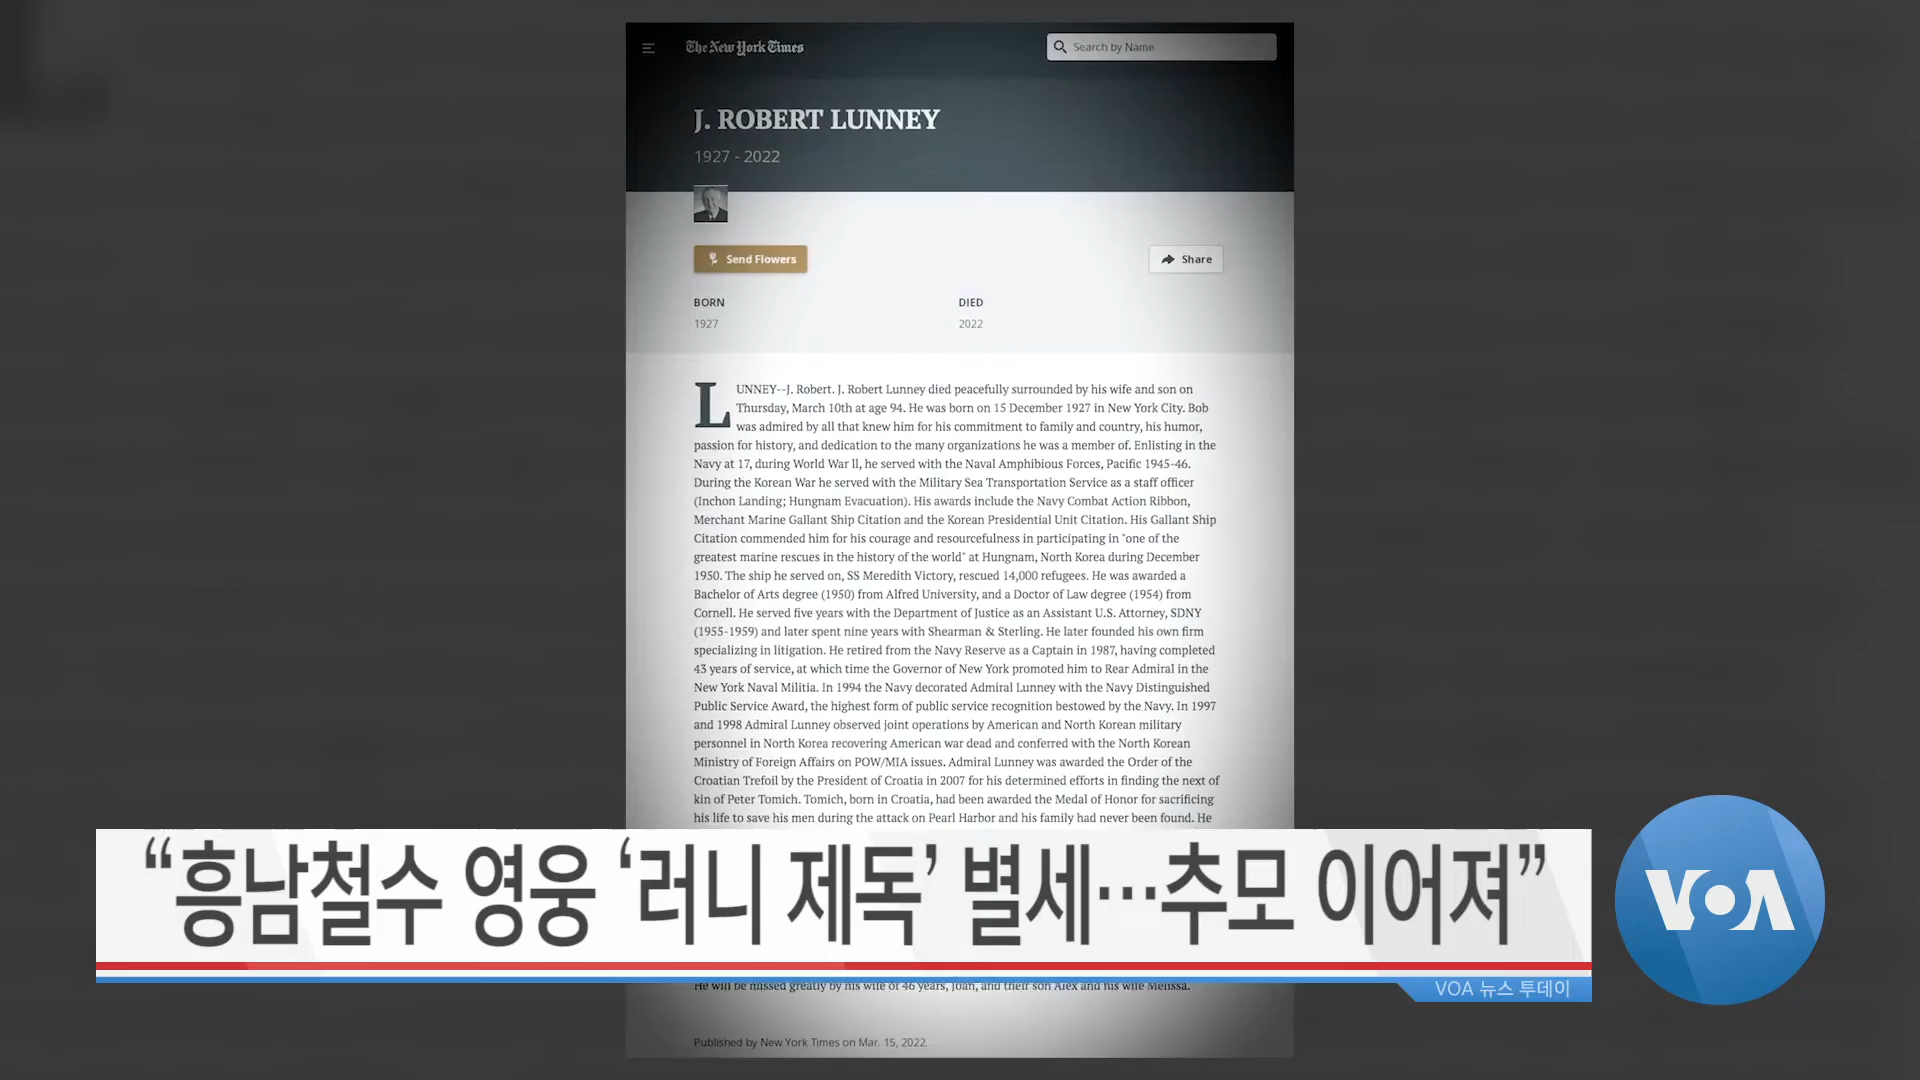 The New York Times
Search by Name
J. ROBERT LUNNEY
1927 - 2022
Send Flowers
Share
BORN
DIED
1927
2022
LUNNEY--J. Robert. J. Robert Lunney died peacefully surrounded by his wife and son on
Thursday, March 10th at age 94. He was born on 15 December 1927 in New York City. Bob
was admired by all that knew him for his commitment to family and country, his humor,
passion for history, and dedication to the many organizations he was a member of. Enlisting in the
Navy at 17, during World War ll, he served with the Naval Amphibious Forces, Pacific 1945-46.
During the Korean War he served with the Military Sea Transportation Service as a staff officer
(Inchon Landing; Hungnam Evacuation). His awards include the Navy Combat Action Ribbon,
Merchant Marine Gallant Ship Citation and the Korean Presidential Unit Citation. His Gallant Ship
Citation commended him for his courage and resourcefulness in participating in "one of the
greatest marine rescues in the history of the world" at Hungnam, North Korea during December
1950. The ship he served on, SS Meredith Victory, rescued 14,000 refugees. He was awarded a
Bachelor of Arts degree (1950) from Alfred University, and a Doctor of Law degree (1954) from
Cornell. He served five years with the Department of Justice as an Assistant U.S. Attorney, SDNY
(1955-1959) and later spent nine years with Shearman & Sterling. He later founded his own firm
specializing in litigation. He retired from the Navy Reserve as a Captain in 1987, having completed
43 years of service, at which time the Governor of New York promoted him to Rear Admiral in the
New York Naval Militia. In 1994 the Navy decorated Admiral Lunney with the Navy Distinguished
Public Service Award, the highest form of public service recognition bestowed by the Navy. In 1997
and 1998 Admiral Lunney observed joint operations by American and North Korean military
personnel in North Korea recovering American war dead and conferred with the North Korean
Ministry of Foreign Affairs on POW/MIA issues. Admiral Lunney was awarded the Order of the
Croatian Trefoil by the President of Croatia in 2007 for his determined efforts in finding the next of
kin of Peter Tomich. Tomich, born in Croatia, had been awarded the Medal of Honor for sacrificing
his life to save his men during the attack on Pearl Harbor and his family had never been found. He
“흥남철수 영웅 ‘러니 제독’ 별세…추모 이어져”
VOA
VOA 뉴스 투데이
He will be missed greatly by his wife of 46 years, Joan, and their son Alex and his wife Melissa.
Published by New York Times on Mar. 15, 2022.